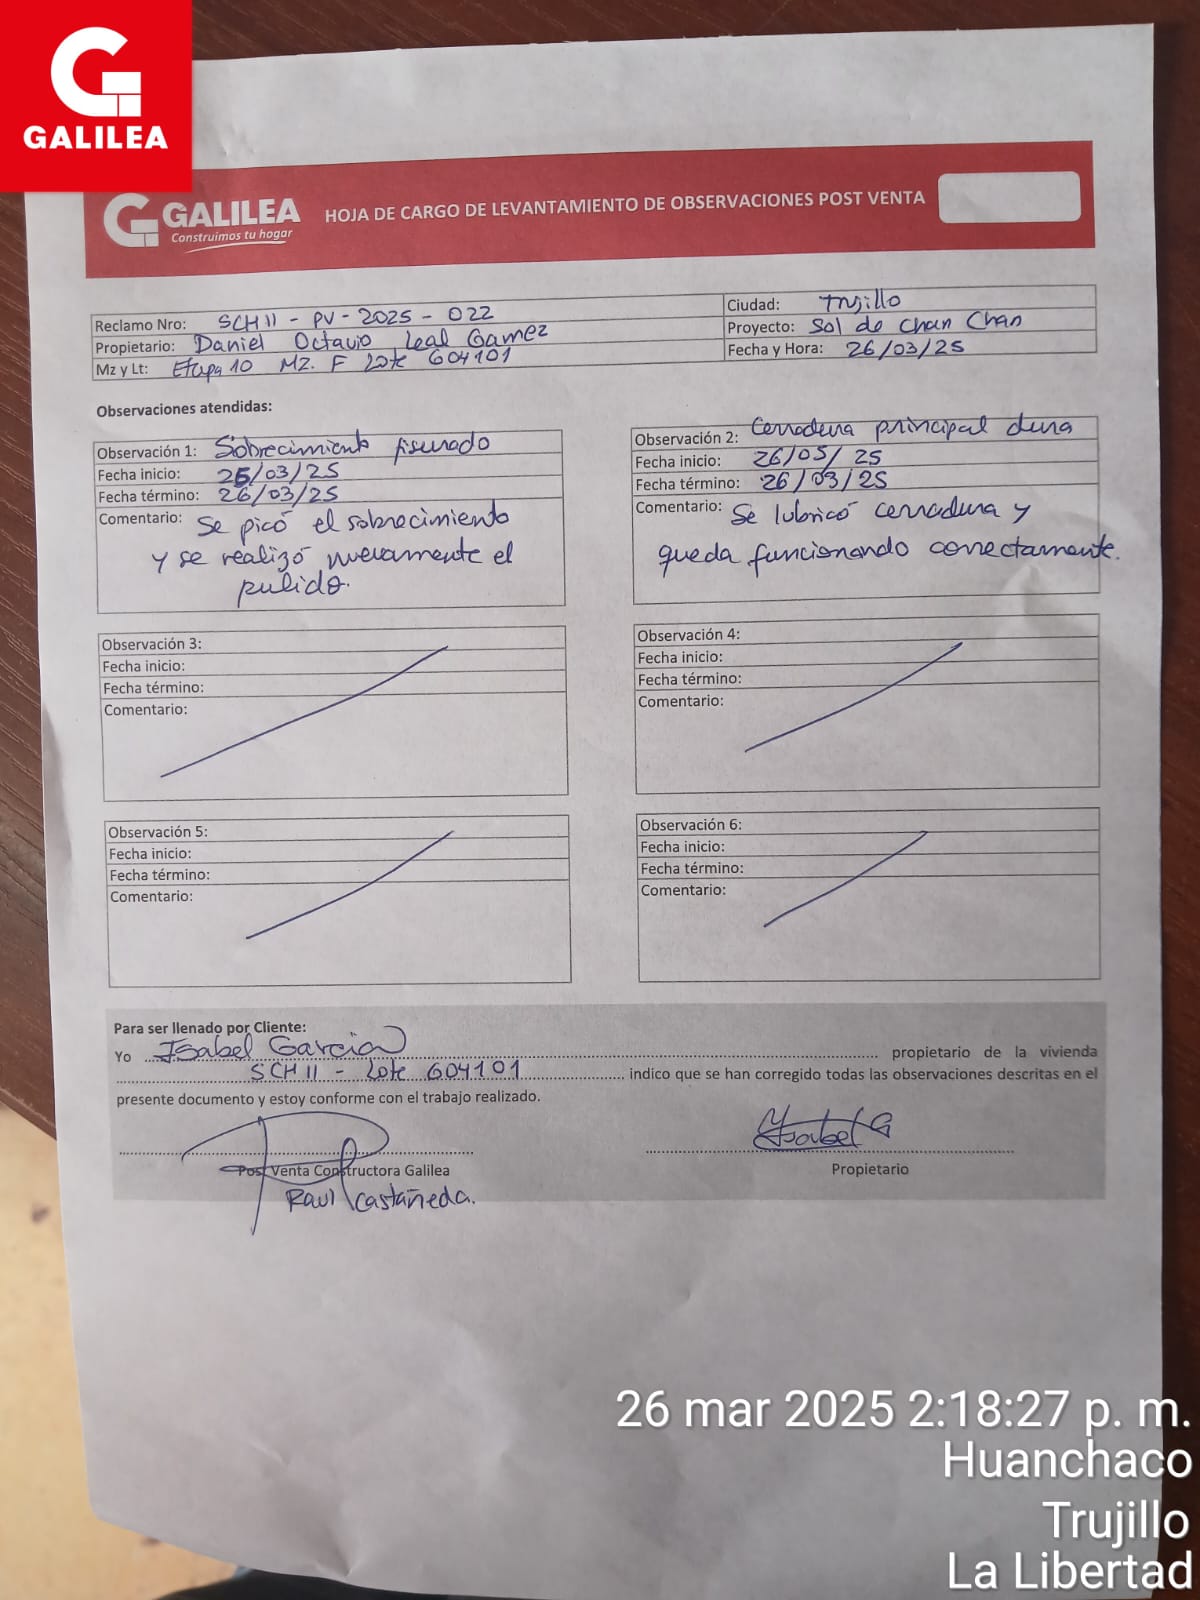 GALILEA
GALILEA
Construimos tu hogar
HOJA DE CARGO DE LEVANTAMIENTO DE OBSERVACIONES POST VENTA
Reclamo Nro: SCH II - PV - 2025 - 022
Propietario: Daniel Octavio Leal Gamez
Mz y Lt: Etapa 10 MZ. F Lote 604101
Ciudad: Trujillo
Proyecto: Sol de Chan Chan
Fecha y Hora: 26/03/25
Observaciones atendidas:
Observación 1: Sobrecimiento fisurado
Fecha inicio: 25/03/25
Fecha término: 26/03/25
Comentario: Se picó el sobrecimiento
y se realizó nuevamente el
pulido.
Observación 2: Cerradura principal dura
Fecha inicio: 26/03/25
Fecha término: 26/03/25
Comentario: Se lubricó cerradura y
queda funcionando correctamente.
Observación 3:
Fecha inicio:
Fecha término:
Comentario:
Observación 4:
Fecha inicio:
Fecha término:
Comentario:
Observación 5:
Fecha inicio:
Fecha término:
Comentario:
Observación 6:
Fecha inicio:
Fecha término:
Comentario:
Para ser llenado por Cliente:
Yo Isabel Garcia propietario de la vivienda
SCH II - Lote 604101 indico que se han corregido todas las observaciones descritas en el
presente documento y estoy conforme con el trabajo realizado.
Isabel G
Post Venta Constructora Galilea
Propietario
Raul Castañeda.
26 mar 2025 2:18:27 p. m.
Huanchaco
Trujillo
La Libertad